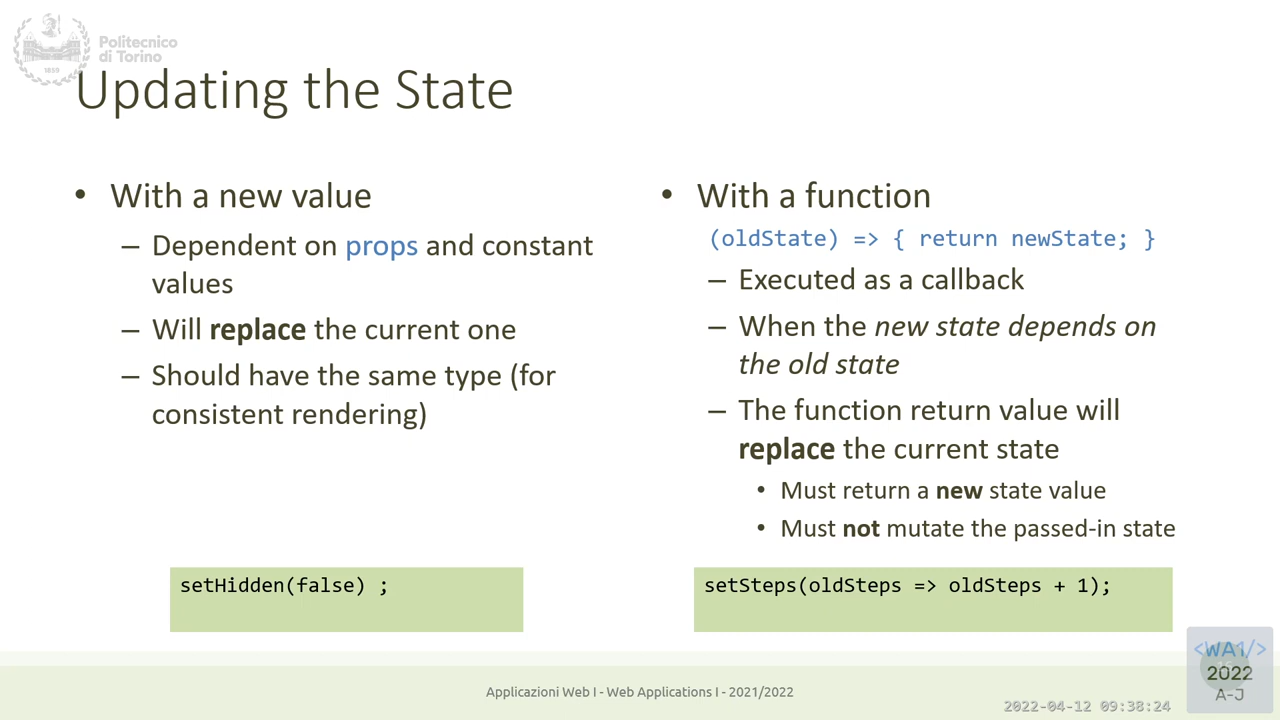 Politecnico
di Torino
1859
Updating the State
• With a new value
– Dependent on props and constant
values
– Will replace the current one
– Should have the same type (for
consistent rendering)
setHidden(false) ;
• With a function
(oldState) => { return newState; }
– Executed as a callback
– When the new state depends on
the old state
– The function return value will
replace the current state
• Must return a new state value
• Must not mutate the passed-in state
setSteps(oldSteps => oldSteps + 1);
Applicazioni Web I - Web Applications I - 2021/2022
2022-04-12 09:38:24
<WA1/>
2022
A-J